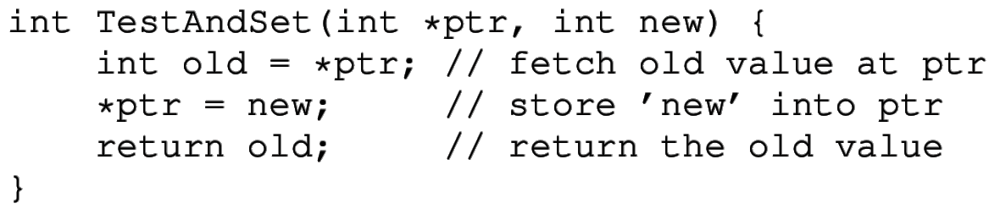 int TestAndSet(int *ptr, int new) {
    int old = *ptr; // fetch old value at ptr
    *ptr = new;     // store ’new’ into ptr
    return old;     // return the old value
}